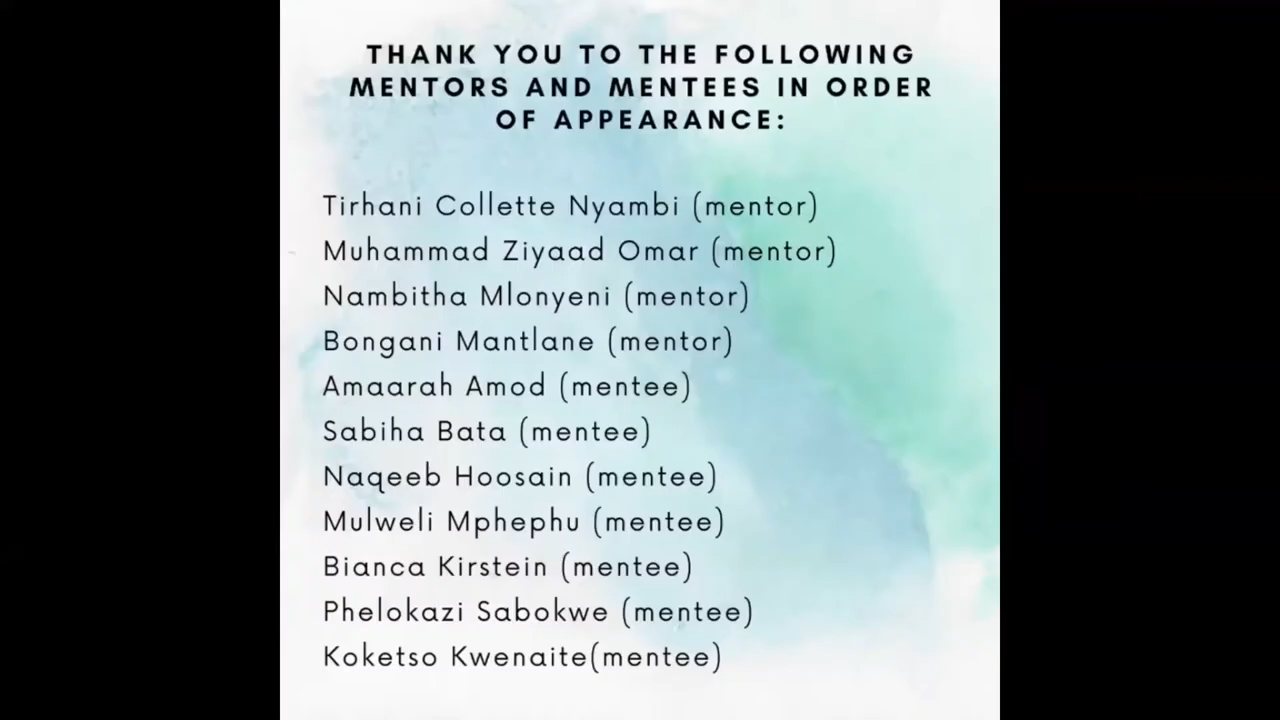 THANK YOU TO THE FOLLOWING
MENTORS AND MENTEES IN ORDER
OF APPEARANCE:
Tirhani Collette Nyambi (mentor)
Muhammad Ziyaad Omar (mentor)
Nambitha Mlonyeni (mentor)
Bongani Mantlane (mentor)
Amaarah Amod (mentee)
Sabiha Bata (mentee)
Naqeeb Hoosain (mentee)
Mulweli Mphephu (mentee)
Bianca Kirstein (mentee)
Phelokazi Sabokwe (mentee)
Koketso Kwenaite(mentee)